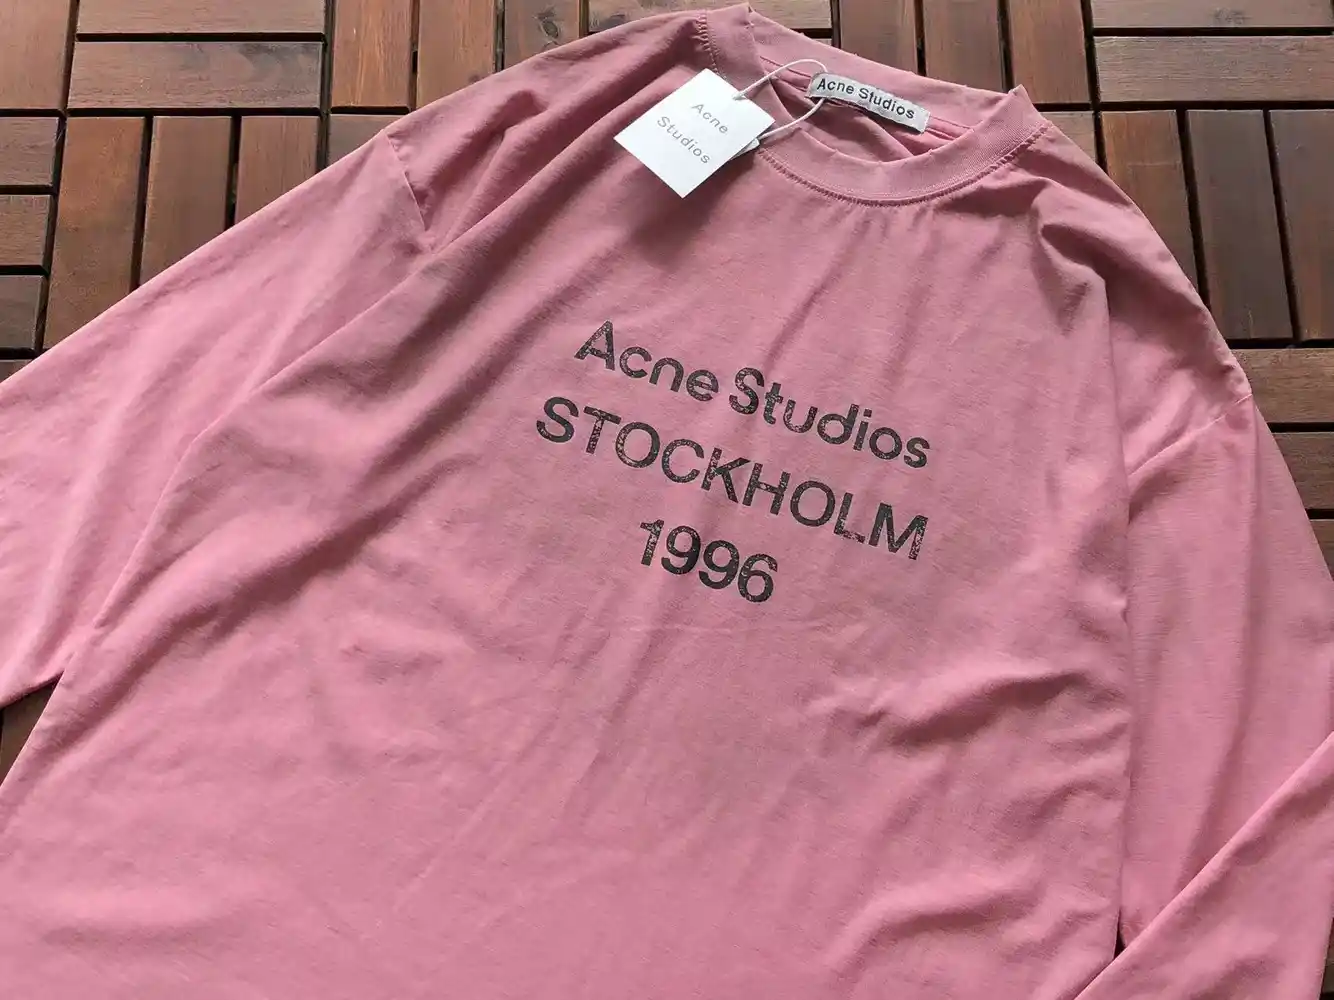 Acne
Studios
Acne Studios
Acne Studios
STOCKHOLM
1996